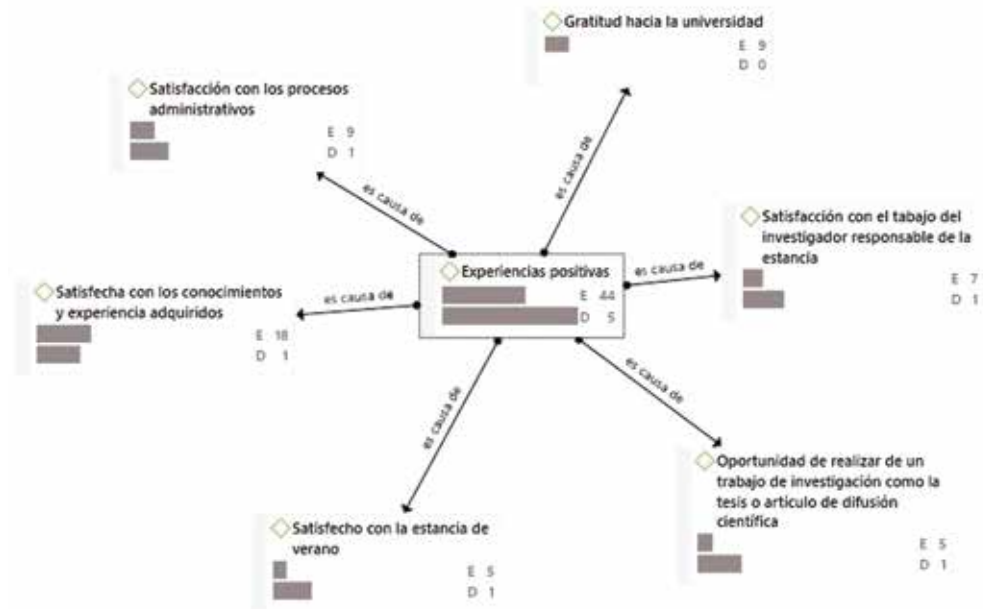 Gratitud hacia la universidad
E 9
D 0
Satisfacción con los procesos
administrativos
E 9
D 1
es causa de
es causa de
Satisfacción con el tabajo del
investigador responsable de la
estancia
E 7
D 1
Experiencias positivas
E 44
D 5
es causa de
Satisfecha con los conocimientos
y experiencia adquiridos
E 18
D 1
es causa de
es causa de
es causa de
Oportunidad de realizar de un
trabajo de investigación como la
tesis o articulo de difusión
científica
E 5
D 1
Satisfecho con la estancia de
verano
E 5
D 1